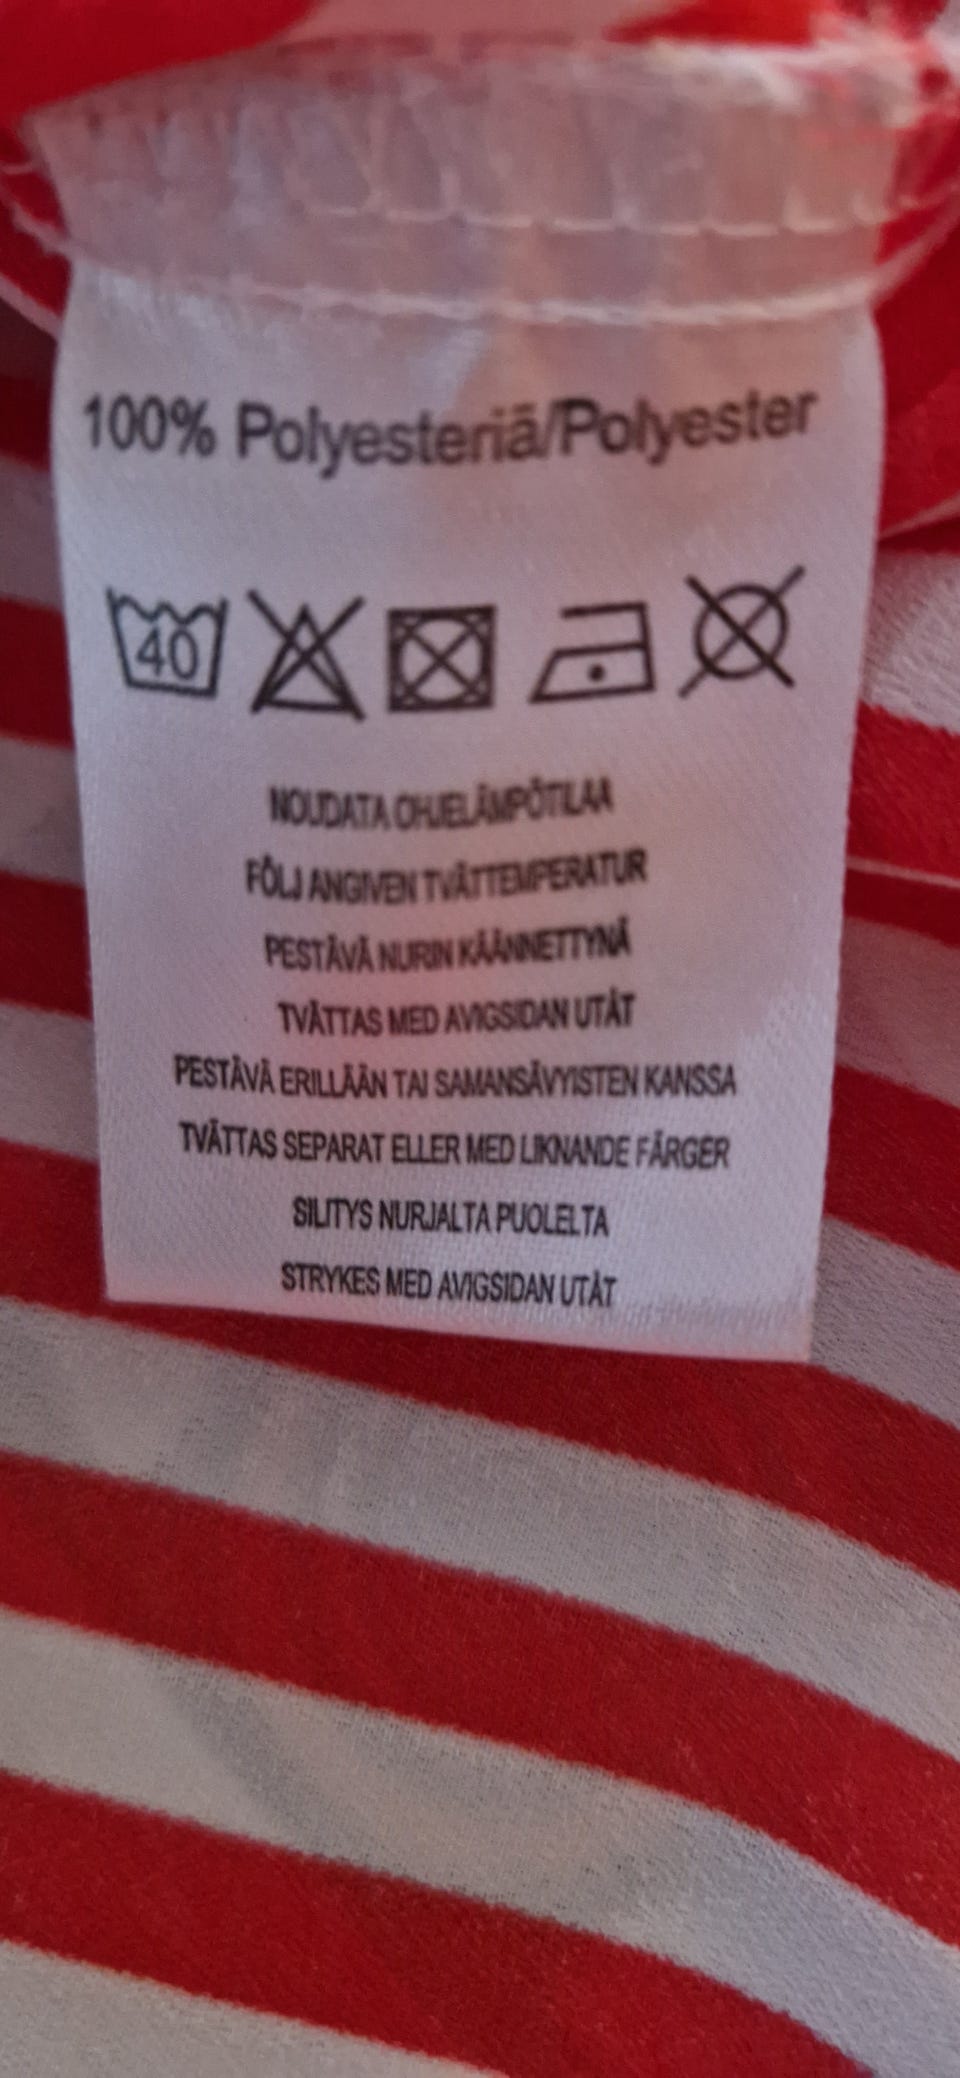 100% Polyesteriä/Polyester
40
NOUDATA OHJELÄMPÖTILAA
FÖLJ ANGIVEN TVÄTTEMPERATUR
PESTÄVÄ NURIN KÄÄNNETTYNÄ
TVÄTTAS MED AVIGSIDAN UTÅT
PESTÄVÄ ERILLÄÄN TAI SAMANSÄVYISTEN KANSSA
TVÄTTAS SEPARAT ELLER MED LIKNANDE FÄRGER
SILITYS NURJALTA PUOLELTA
STRYKES MED AVIGSIDAN UTÅT